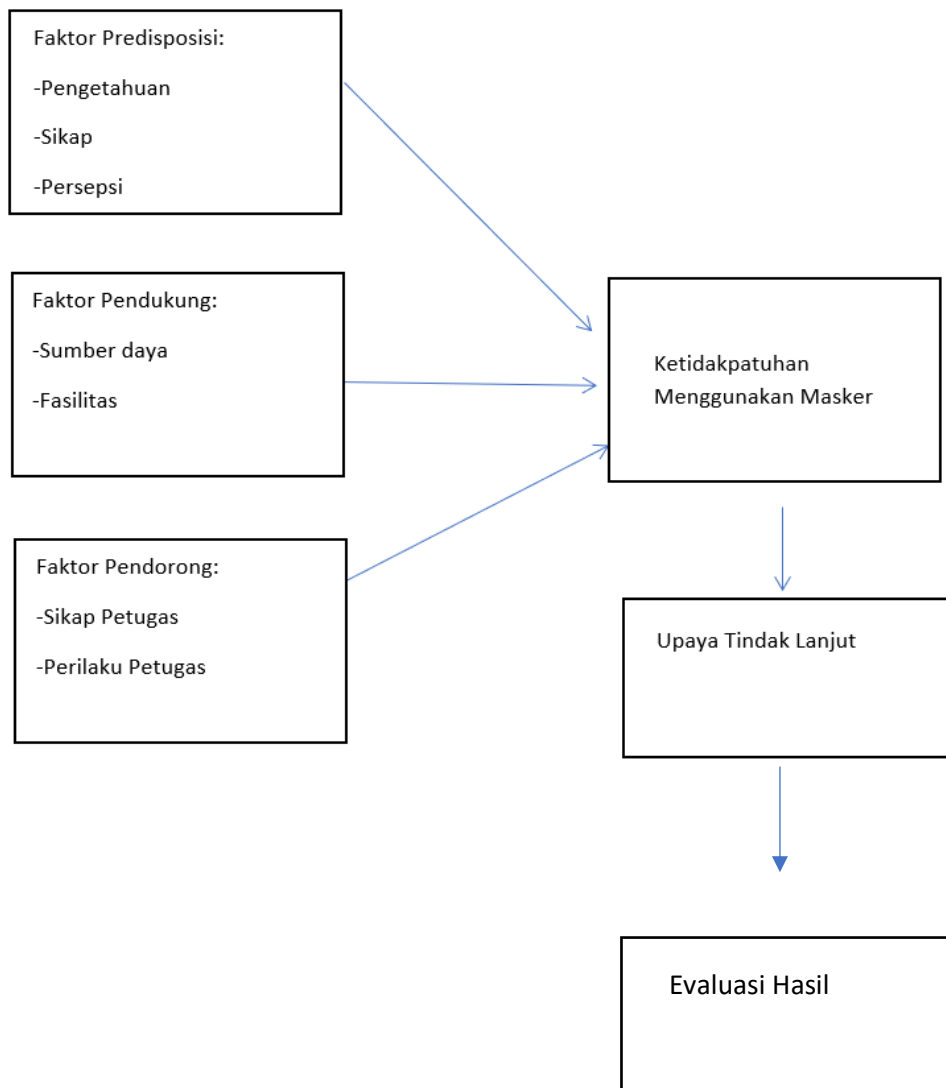 Faktor Predisposisi:
-Pengetahuan
-Sikap
-Persepsi
Faktor Pendukung:
-Sumber daya
-Fasilitas
Faktor Pendorong:
-Sikap Petugas
-Perilaku Petugas
Ketidakpatuhan
Menggunakan Masker
Upaya Tindak Lanjut
Evaluasi Hasil